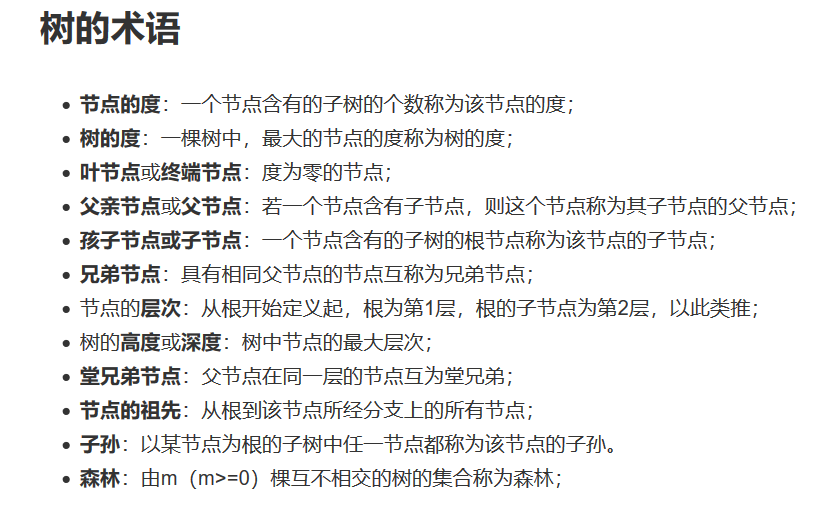 树的术语
节点的度：一个节点含有的子树的个数称为该节点的度；
树的度：一棵树中，最大的节点的度称为树的度；
叶节点或终端节点：度为零的节点；
父亲节点或父节点：若一个节点含有子节点，则这个节点称为其子节点的父节点；
孩子节点或子节点：一个节点含有的子树的根节点称为该节点的子节点；
兄弟节点：具有相同父节点的节点互称为兄弟节点；
节点的层次：从根开始定义起，根为第1层，根的子节点为第2层，以此类推；
树的高度或深度：树中节点的最大层次；
堂兄弟节点：父节点在同一层的节点互为堂兄弟；
节点的祖先：从根到该节点所经分支上的所有节点；
子孙：以某节点为根的子树中任一节点都称为该节点的子孙。
森林：由m（m>=0）棵互不相交的树的集合称为森林；